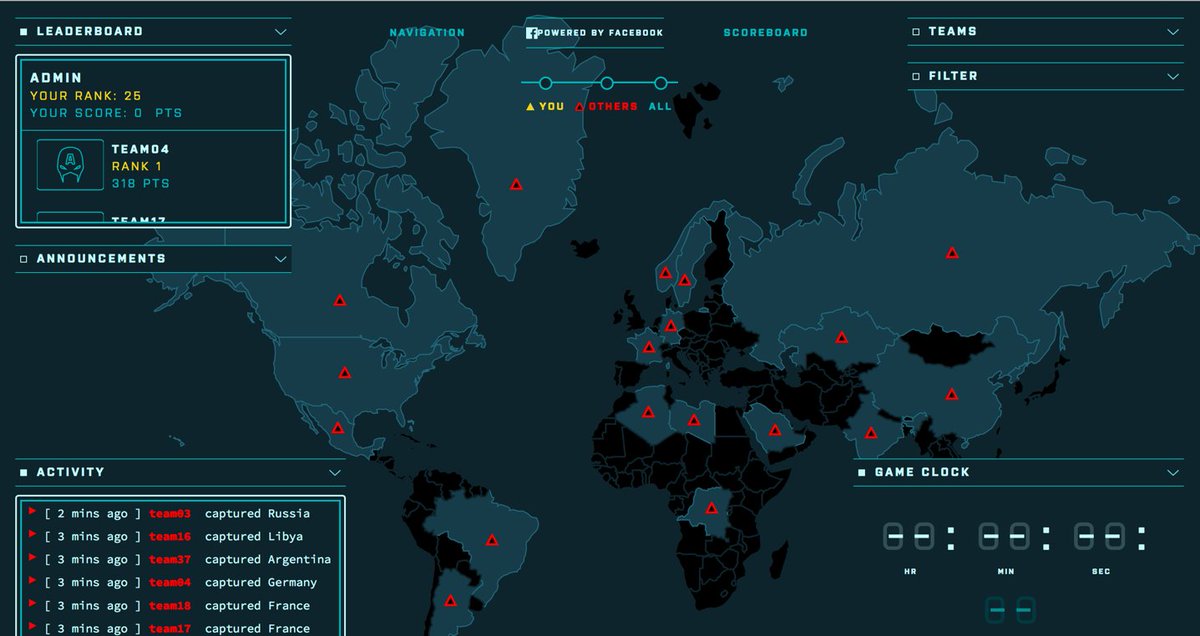 LEADERBOARD
NAVIGATION
POWERED BY FACEBOOK
SCOREBOARD
TEAMS
FILTER
ADMIN
YOUR RANK: 25
YOUR SCORE: 0 PTS
YOU OTHERS ALL
TEAM04
RANK 1
318 PTS
TEAM17
ANNOUNCEMENTS
ACTIVITY
[ 2 mins ago ] team03 captured Russia
[ 3 mins ago ] team16 captured Libya
[ 3 mins ago ] team37 captured Argentina
[ 3 mins ago ] team04 captured Germany
[ 3 mins ago ] team18 captured France
[ 3 mins ago ] team17 captured France
GAME CLOCK
-- : -- : -- :
HR MIN SEC
--